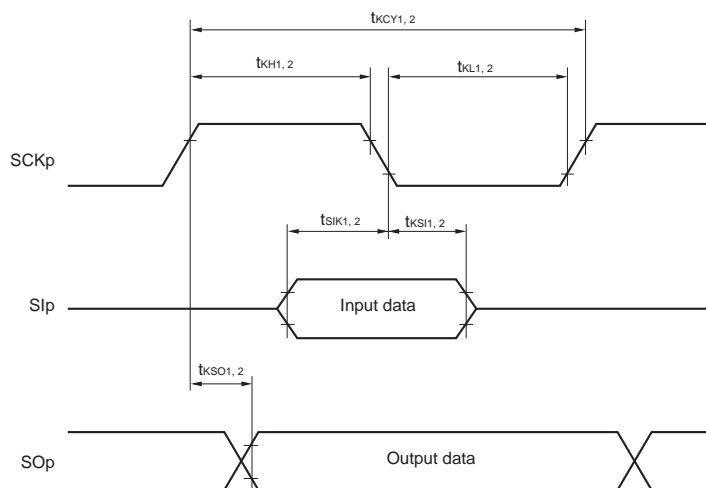 tKCY1, 2
tKH1, 2
tKL1, 2
SCKp
tSIK1, 2
tKSI1, 2
SIp
Input data
tKSO1, 2
SOp
Output data